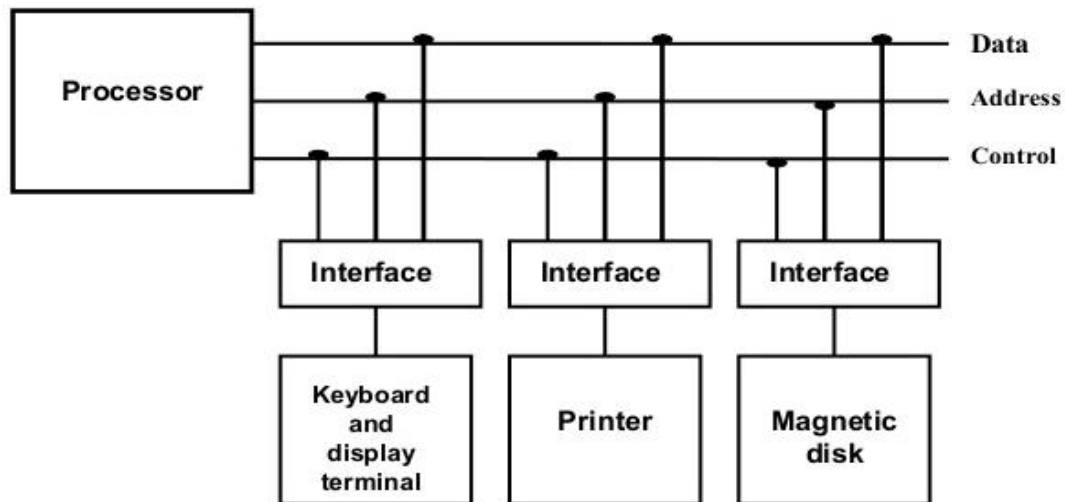 Data
Processor
Address
Control
Interface
Interface
Interface
Keyboard
and
display
terminal
Printer
Magnetic
disk